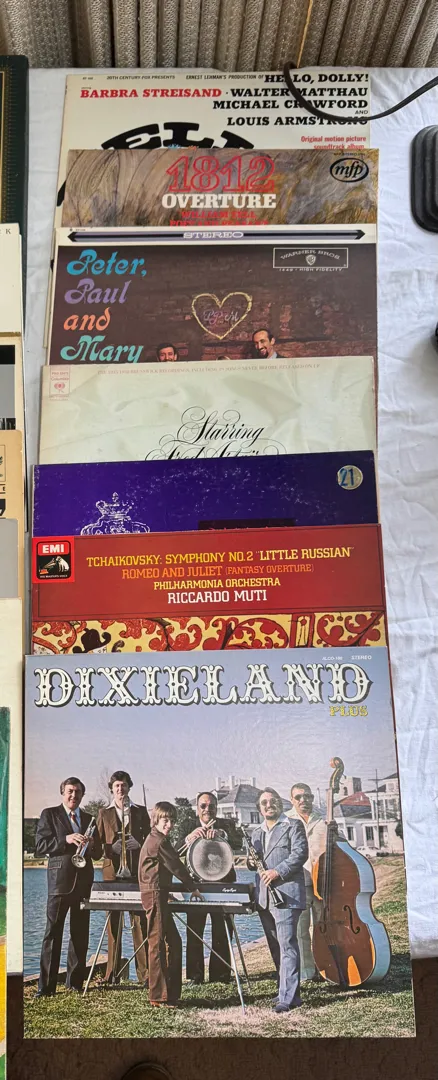 20TH CENTURY-FOX PRESENTS
ERNEST LEHMAN'S PRODUCTION OF HELLO, DOLLY!
BARBRA STREISAND · WALTER MATTHAU
MICHAEL CRAWFORD
AND
LOUIS ARMSTRONG
Original motion picture
soundtrack album
1812
OVERTURE
WILLIAM TELL
mfp
STEREO
Peter,
Paul
and
Mary
WARNER BROS
HIGH FIDELITY
PP&M
Starring
21
EMI
TCHAIKOVSKY: SYMPHONY NO.2 "LITTLE RUSSIAN"
ROMEO AND JULIET (FANTASY OVERTURE)
PHILHARMONIA ORCHESTRA
RICCARDO MUTI
STEREO
DIXIELAND
PLUS
K